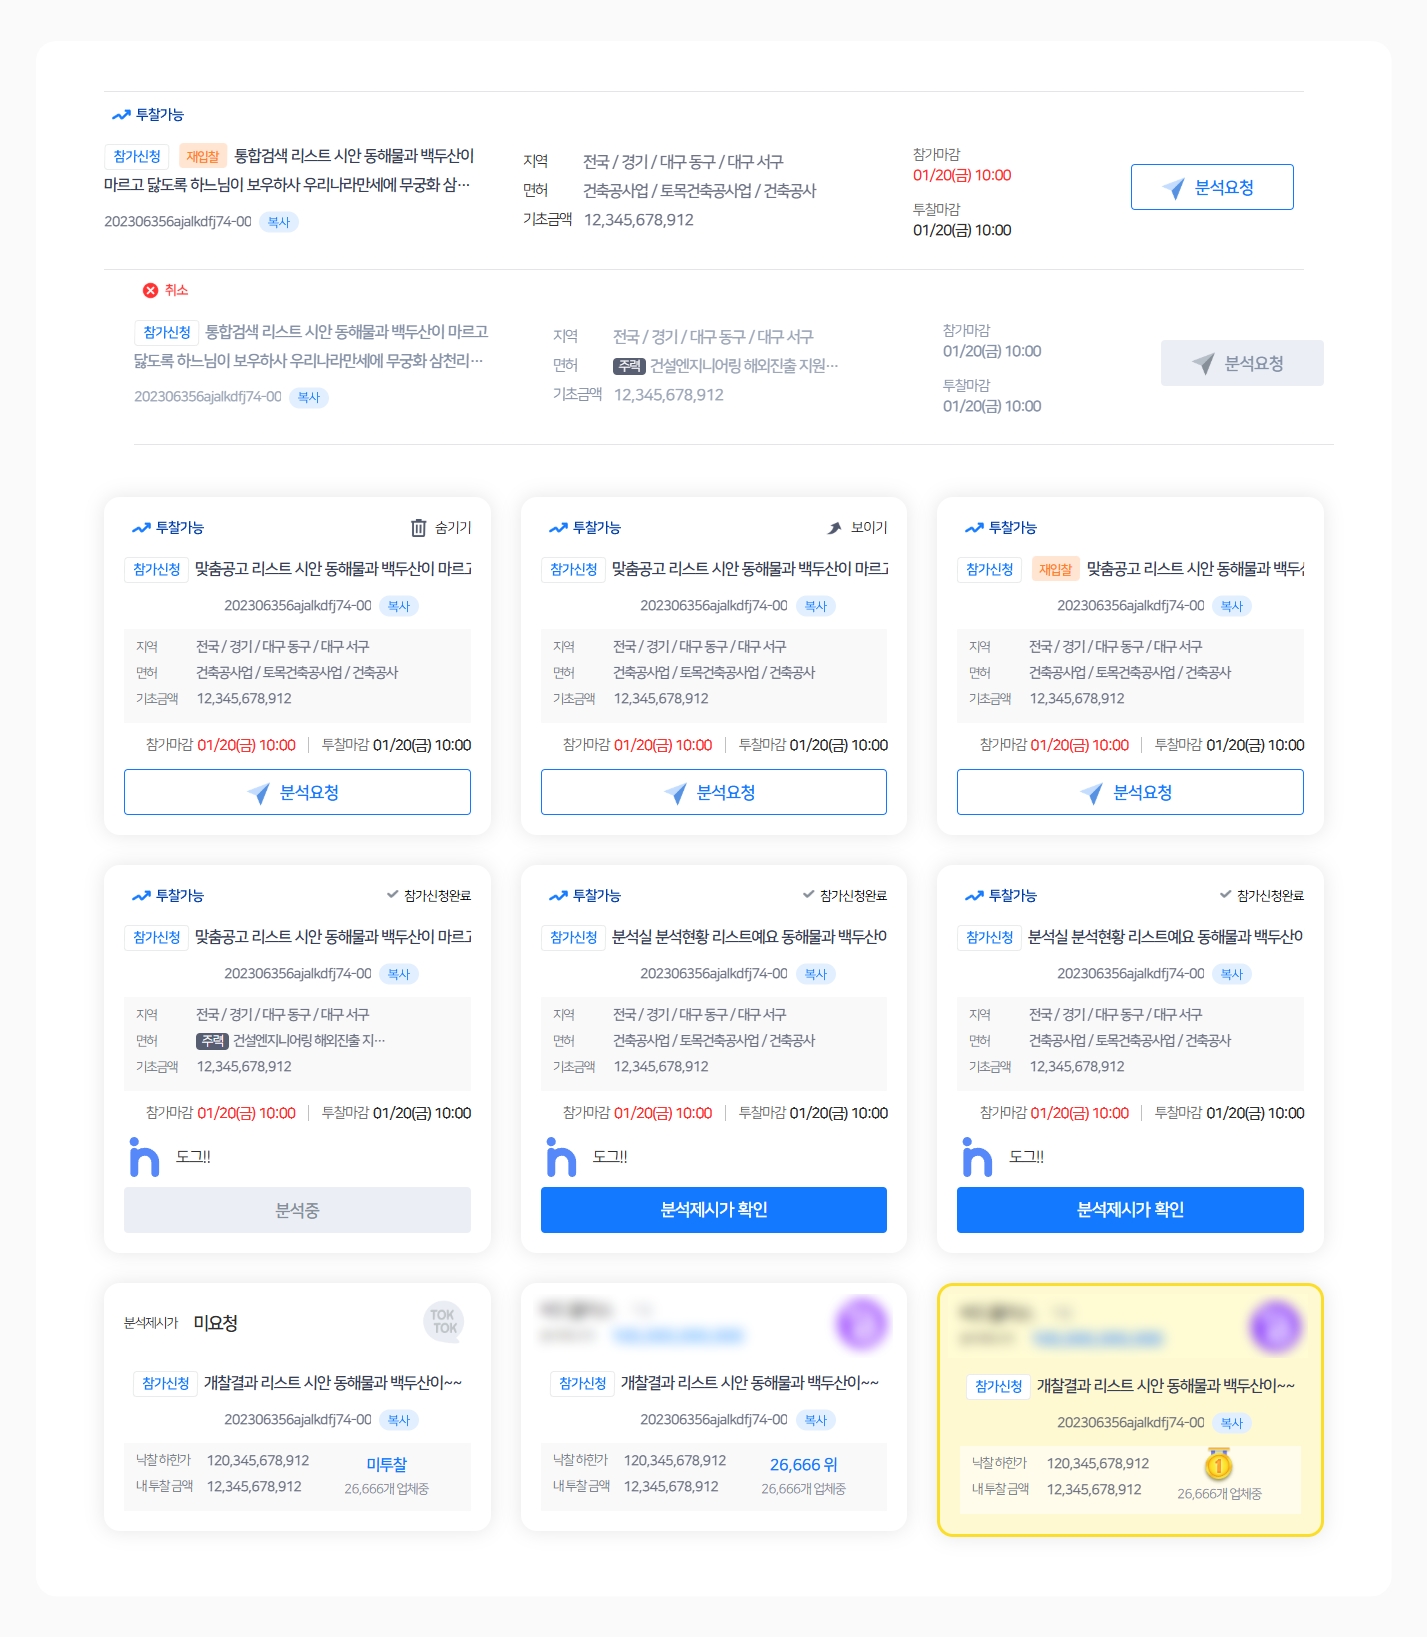 투찰가능
참가신청 재입찰 통합검색 리스트 시안 동해물과 백두산이
마르고 닳도록 하느님이 보우하사 우리나라만세에 무궁화 삼…
202306356ajalkdfj74-00 복사
지역 전국 / 경기 / 대구 동구 / 대구 서구
면허 건축공사업 / 토목건축공사업 / 건축공사
기초금액 12,345,678,912
참가마감
01/20(금) 10:00
투찰마감
01/20(금) 10:00
분석요청
취소
참가신청 통합검색 리스트 시안 동해물과 백두산이 마르고
닳도록 하느님이 보우하사 우리나라만세에 무궁화 삼천리…
202306356ajalkdfj74-00 복사
지역 전국 / 경기 / 대구 동구 / 대구 서구
면허 주력 건설엔지니어링 해외진출 지원…
기초금액 12,345,678,912
참가마감
01/20(금) 10:00
투찰마감
01/20(금) 10:00
분석요청
투찰가능 숨기기
참가신청 맞춤공고 리스트 시안 동해물과 백두산이 마르고
202306356ajalkdfj74-00 복사
지역 전국 / 경기 / 대구 동구 / 대구 서구
면허 건축공사업 / 토목건축공사업 / 건축공사
기초금액 12,345,678,912
참가마감 01/20(금) 10:00 투찰마감 01/20(금) 10:00
분석요청
투찰가능 보이기
참가신청 맞춤공고 리스트 시안 동해물과 백두산이 마르고
202306356ajalkdfj74-00 복사
지역 전국 / 경기 / 대구 동구 / 대구 서구
면허 건축공사업 / 토목건축공사업 / 건축공사
기초금액 12,345,678,912
참가마감 01/20(금) 10:00 투찰마감 01/20(금) 10:00
분석요청
투찰가능
참가신청 재입찰 맞춤공고 리스트 시안 동해물과 백두산
202306356ajalkdfj74-00 복사
지역 전국 / 경기 / 대구 동구 / 대구 서구
면허 건축공사업 / 토목건축공사업 / 건축공사
기초금액 12,345,678,912
참가마감 01/20(금) 10:00 투찰마감 01/20(금) 10:00
분석요청
투찰가능 참가신청완료
참가신청 맞춤공고 리스트 시안 동해물과 백두산이 마르고
202306356ajalkdfj74-00 복사
지역 전국 / 경기 / 대구 동구 / 대구 서구
면허 주력 건설엔지니어링 해외진출 지…
기초금액 12,345,678,912
참가마감 01/20(금) 10:00 투찰마감 01/20(금) 10:00
in 도그!!
분석중
투찰가능 참가신청완료
참가신청 분석실 분석현황 리스트예요 동해물과 백두산이
202306356ajalkdfj74-00 복사
지역 전국 / 경기 / 대구 동구 / 대구 서구
면허 건축공사업 / 토목건축공사업 / 건축공사
기초금액 12,345,678,912
참가마감 01/20(금) 10:00 투찰마감 01/20(금) 10:00
in 도그!!
분석제시가 확인
투찰가능 참가신청완료
참가신청 분석실 분석현황 리스트예요 동해물과 백두산이
202306356ajalkdfj74-00 복사
지역 전국 / 경기 / 대구 동구 / 대구 서구
면허 건축공사업 / 토목건축공사업 / 건축공사
기초금액 12,345,678,912
참가마감 01/20(금) 10:00 투찰마감 01/20(금) 10:00
in 도그!!
분석제시가 확인
분석제시가 미요청
TOK
TOK
참가신청 개찰결과 리스트 시안 동해물과 백두산이~~
202306356ajalkdfj74-00 복사
낙찰 하한가 120,345,678,912
내 투찰 금액 12,345,678,912
미투찰
26,666개 업체중
참가신청 개찰결과 리스트 시안 동해물과 백두산이~~
202306356ajalkdfj74-00 복사
낙찰 하한가 120,345,678,912
내 투찰 금액 12,345,678,912
26,666 위
26,666개 업체중
참가신청 개찰결과 리스트 시안 동해물과 백두산이~~
202306356ajalkdfj74-00 복사
낙찰 하한가 120,345,678,912
내 투찰 금액 12,345,678,912
1
26,666개 업체중